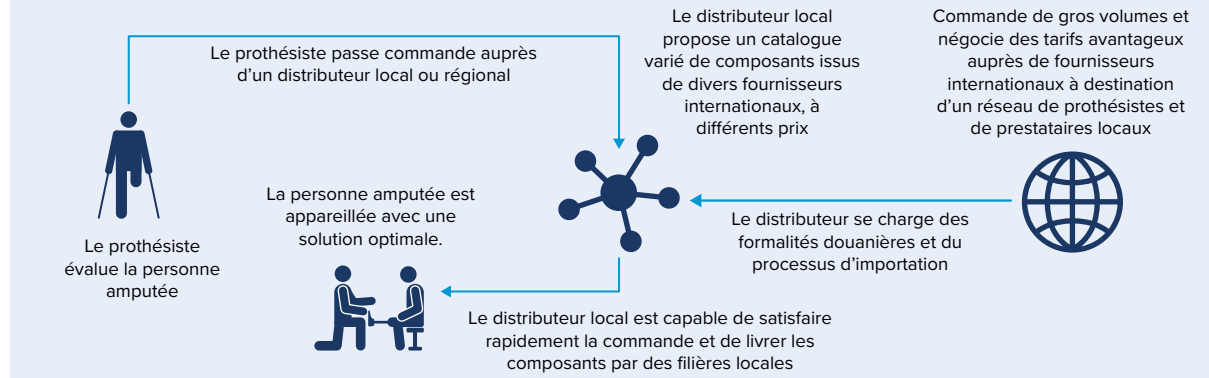 Le prothésiste passe commande auprès
d’un distributeur local ou régional
Le distributeur local
propose un catalogue
varié de composants issus
de divers fournisseurs
internationaux, à
différents prix
Commande de gros volumes et
négocie des tarifs avantageux
auprès de fournisseurs
internationaux à destination
d’un réseau de prothésistes et
de prestataires locaux
Le prothésiste
évalue la personne
amputée
La personne amputée est
appareillée avec une
solution optimale.
Le distributeur se charge des
formalités douanières et du
processus d’importation
Le distributeur local est capable de satisfaire
rapidement la commande et de livrer les
composants par des filières locales